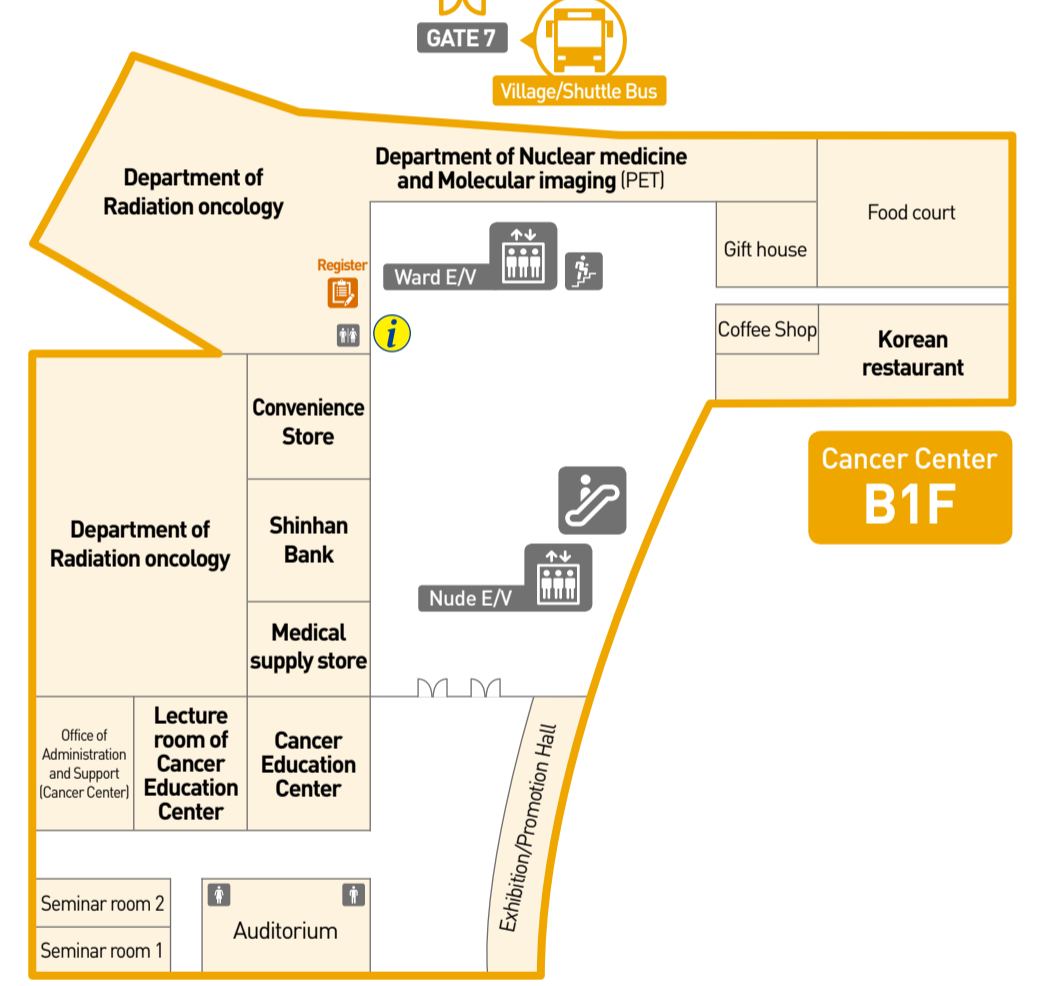 GATE 7
Village/Shuttle Bus
Department of
Radiation oncology
Department of Nuclear medicine
and Molecular imaging (PET)
Food court
Gift house
Register
Ward E/V
i
Coffee Shop
Korean
restaurant
Convenience
Store
Cancer Center
B1F
Department of
Radiation oncology
Shinhan
Bank
Nude E/V
Medical
supply store
Office of
Administration
and Support
(Cancer Center)
Lecture
room of
Cancer
Education
Center
Cancer
Education
Center
Exhibition/Promotion Hall
Seminar room 2
Seminar room 1
Auditorium